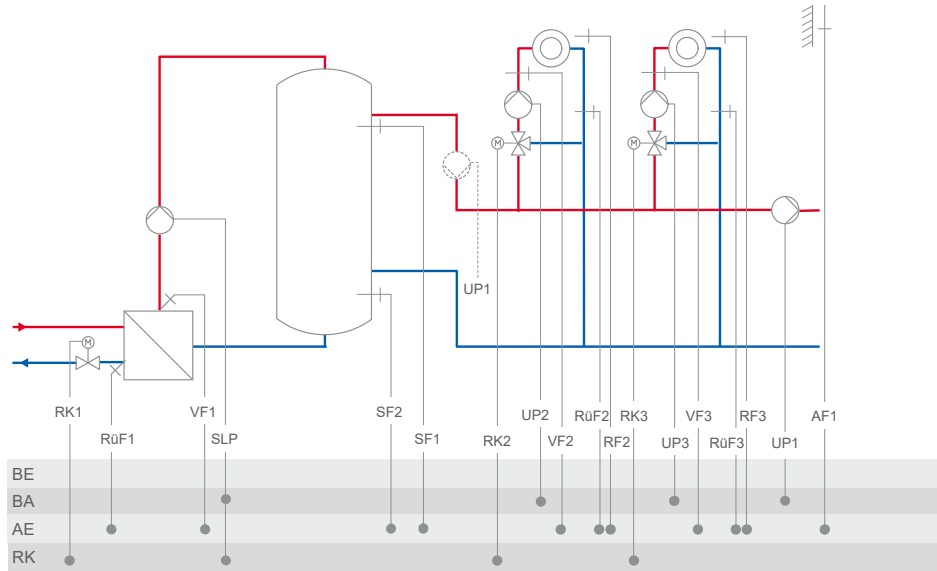 M
M
UP1
M
RK1
RüF1
VF1
SLP
SF2
SF1
RK2
UP2
VF2
RüF2
RF2
RK3
UP3
VF3
RüF3
RF3
UP1
AF1
BE
BA
AE
RK